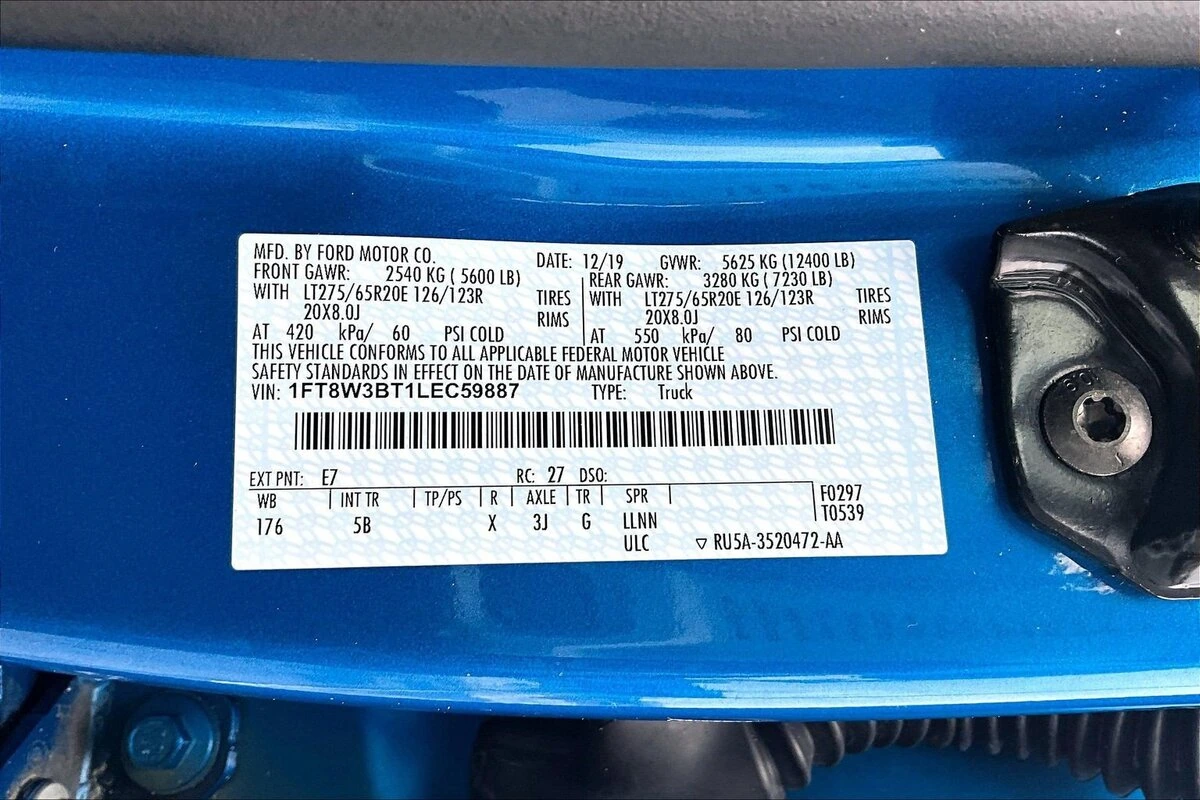 MFD. BY FORD MOTOR CO. DATE: 12/19 GVWR: 5625 KG (12400 LB)
FRONT GAWR: 2540 KG ( 5600 LB) REAR GAWR: 3280 KG ( 7230 LB)
WITH LT275/65R20E 126/123R TIRES WITH LT275/65R20E 126/123R TIRES
20X8.0J RIMS 20X8.0J RIMS
AT 420 kPa/ 60 PSI COLD AT 550 kPa/ 80 PSI COLD
THIS VEHICLE CONFORMS TO ALL APPLICABLE FEDERAL MOTOR VEHICLE
SAFETY STANDARDS IN EFFECT ON THE DATE OF MANUFACTURE SHOWN ABOVE.
VIN: 1FT8W3BT1LEC59887 TYPE: Truck
EXT PNT: E7 RC: 27 DSO:
WB INT TR TP/PS R AXLE TR SPR F0297
176 5B X 3J G LLNN T0539
ULC ▽ RU5A-3520472-AA